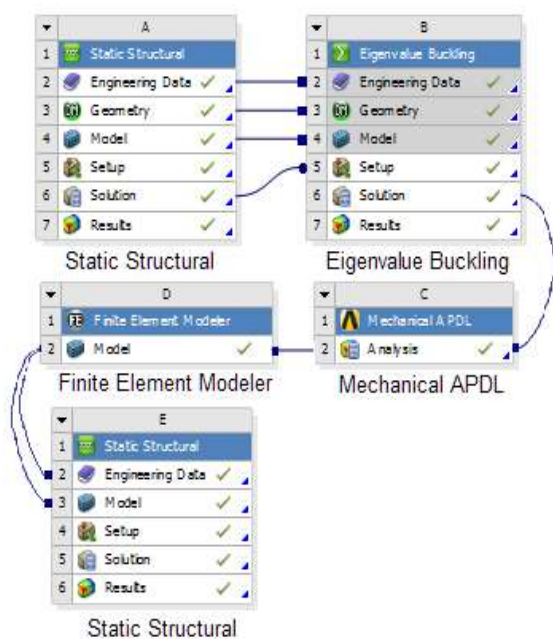 A
1 Static Structural
2 Engineering Data
3 Geometry
4 Model
5 Setup
6 Solution
7 Results
Static Structural
B
1 Eigenvalue Buckling
2 Engineering Data
3 Geometry
4 Model
5 Setup
6 Solution
7 Results
Eigenvalue Buckling
D
1 Finite Element Modeler
2 Model
Finite Element Modeler
C
1 Mechanical APDL
2 Analysis
Mechanical APDL
E
1 Static Structural
2 Engineering Data
3 Model
4 Setup
5 Solution
6 Results
Static Structural